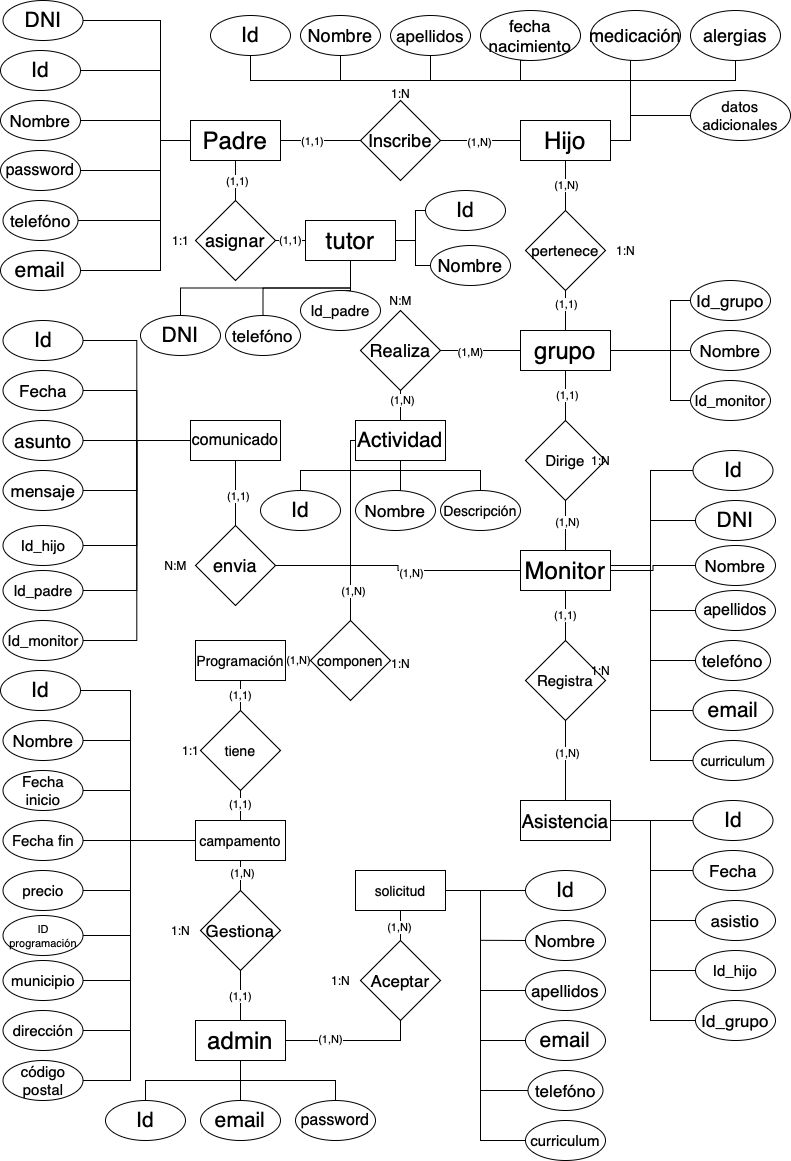 DNI
Id
Nombre
password
telefóno
email
Id
Nombre
apellidos
fecha
nacimiento
medicación
alergias
datos
adicionales
1:N
Padre
(1,1)
Inscribe
(1,N)
Hijo
(1,1)
1:1
asignar
(1,1)
tutor
Id
Nombre
DNI
telefóno
Id_padre
(1,N)
pertenece
1:N
(1,1)
N:M
Realiza
(1,M)
grupo
Id_grupo
Nombre
Id_monitor
(1,N)
(1,1)
Id
Fecha
asunto
mensaje
Id_hijo
Id_padre
Id_monitor
comunicado
Actividad
Id
Nombre
Descripción
Dirige
1:N
(1,N)
(1,1)
N:M
envia
(1,N)
Monitor
Id
DNI
Nombre
apellidos
telefóno
email
curriculum
(1,N)
Programación
(1,N)
componen
1:N
(1,1)
Registra
1:N
(1,N)
(1,1)
1:1
tiene
(1,1)
Id
Nombre
Fecha
inicio
Fecha fin
precio
ID
programación
municipio
dirección
código
postal
campamento
Asistencia
Id
Fecha
asistio
Id_hijo
Id_grupo
(1,N)
1:N
Gestiona
(1,1)
solicitud
(1,N)
1:N
Aceptar
Id
Nombre
apellidos
email
telefóno
curriculum
admin
(1,N)
Id
email
password